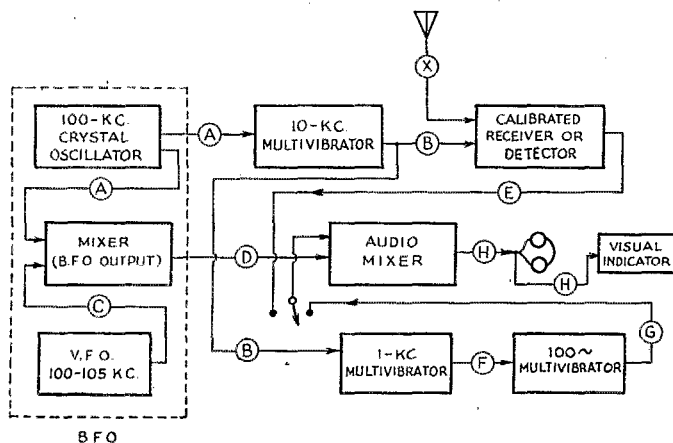 X
100-KC.
CRYSTAL
OSCILLATOR
A
10-KC.
MULTIVIBRATOR
B
CALIBRATED
RECEIVER OR
DETECTOR
A
E
MIXER
(B.F.O OUTPUT)
D
AUDIO
MIXER
H
H
VISUAL
INDICATOR
C
G
V.F.O.
100-105 KC.
B
1-KC
MULTIVIBRATOR
F
100~
MULTIVIBRATOR
B F O